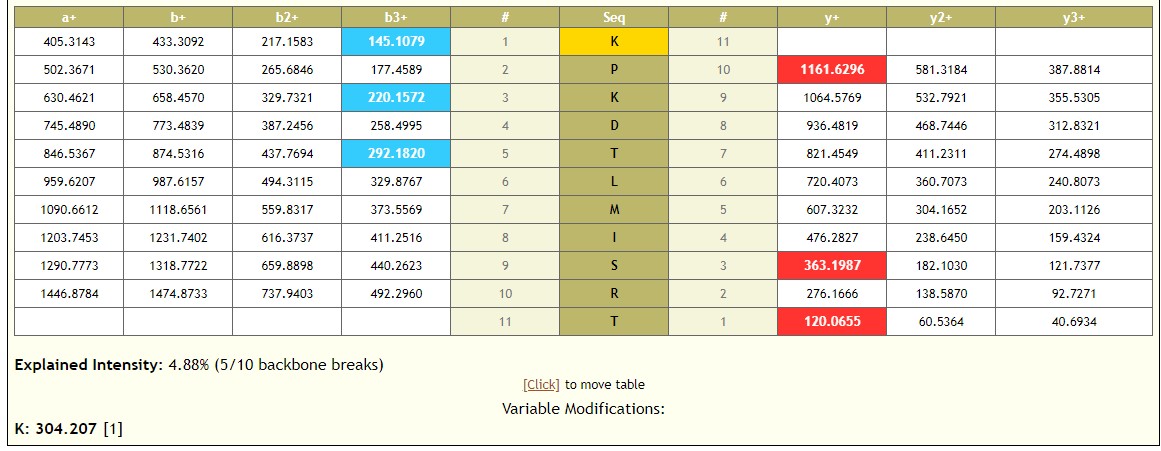 a+ b+ b2+ b3+ # Seq # y+ y2+ y3+
405.3143 433.3092 217.1583 145.1079 1 K 11
502.3671 530.3620 265.6846 177.4589 2 P 10 1161.6296 581.3184 387.8814
630.4621 658.4570 329.7321 220.1572 3 K 9 1064.5769 532.7921 355.5305
745.4890 773.4839 387.2456 258.4995 4 D 8 936.4819 468.7446 312.8321
846.5367 874.5316 437.7694 292.1820 5 T 7 821.4549 411.2311 274.4898
959.6207 987.6157 494.3115 329.8767 6 L 6 720.4073 360.7073 240.8073
1090.6612 1118.6561 559.8317 373.5569 7 M 5 607.3232 304.1652 203.1126
1203.7453 1231.7402 616.3737 411.2516 8 I 4 476.2827 238.6450 159.4324
1290.7773 1318.7722 659.8898 440.2623 9 S 3 363.1987 182.1030 121.7377
1446.8784 1474.8733 737.9403 492.2960 10 R 2 276.1666 138.5870 92.7271
11 T 1 120.0655 60.5364 40.6934
Explained Intensity: 4.88% (5/10 backbone breaks)
[Click] to move table
Variable Modifications:
K: 304.207 [1]